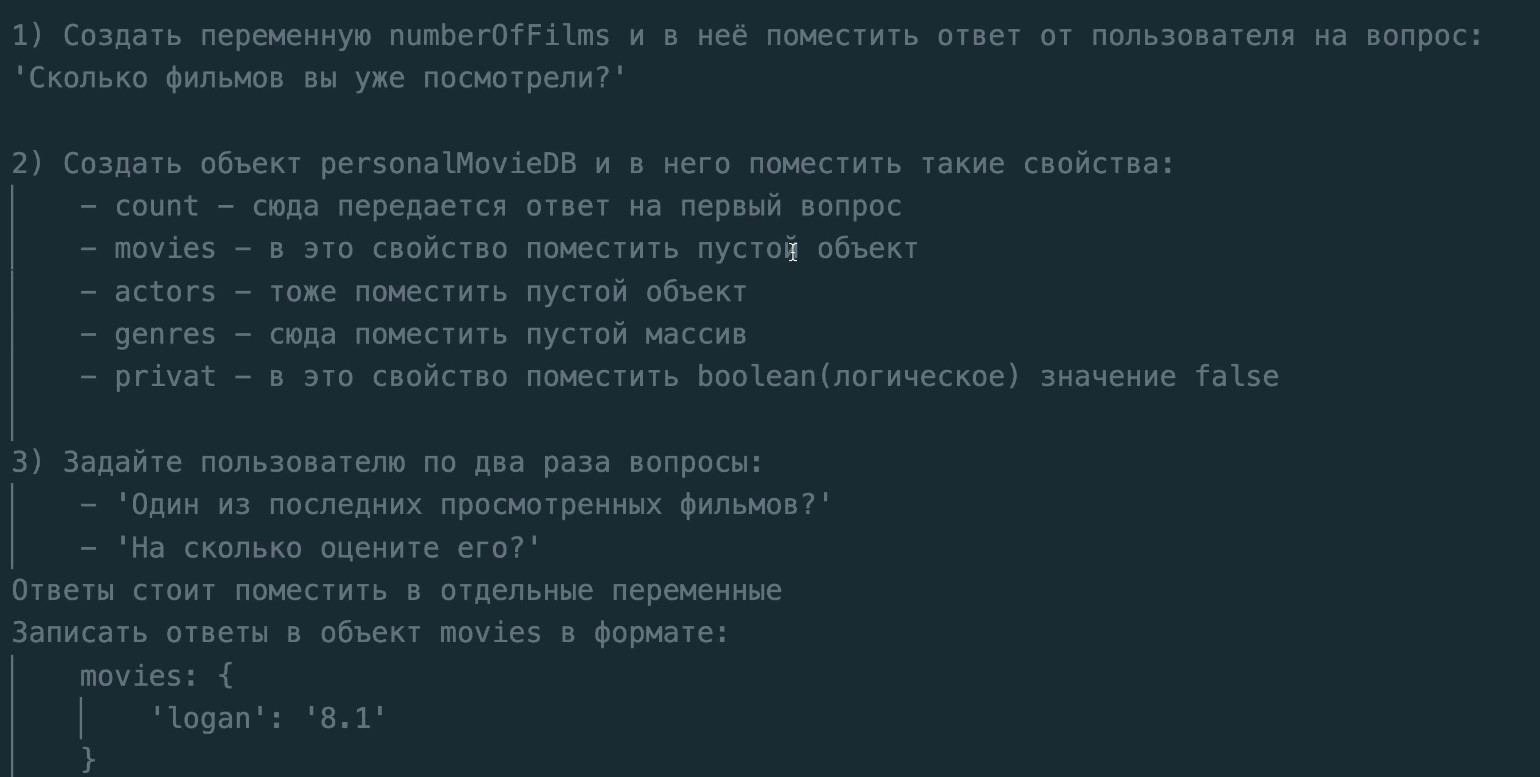 1) Создать переменную numberOfFilms и в неё поместить ответ от пользователя на вопрос:
'Сколько фильмов вы уже посмотрели?'
2) Создать объект personalMovieDB и в него поместить такие свойства:
– count – сюда передается ответ на первый вопрос
– movies – в это свойство поместить пустой объект
– actors – тоже поместить пустой объект
– genres – сюда поместить пустой массив
– privat – в это свойство поместить boolean(логическое) значение false
3) Задайте пользователю по два раза вопросы:
– 'Один из последних просмотренных фильмов?'
– 'На сколько оцените его?'
Ответы стоит поместить в отдельные переменные
Записать ответы в объект movies в формате:
movies: {
'logan': '8.1'
}